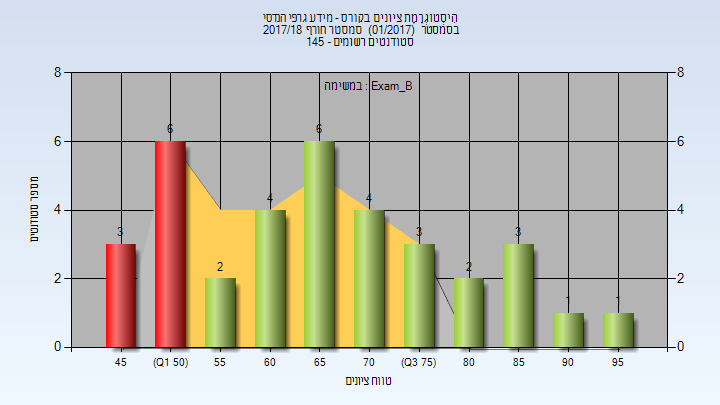 היסטוגרמת ציונים בקורס - מידע גרפי הנדסי
בסמסטר (01/2017) סמסטר חורף 2017/18
סטודנטים רשומים - 145
במשימה : Exam_B
מספר סטודנטים
8 8
6 6
4 4
2 2
0 0
3 6 2 4 6 4 3 2 3 1 1
45 (Q1 50) 55 60 65 70 (Q3 75) 80 85 90 95
טווח ציונים